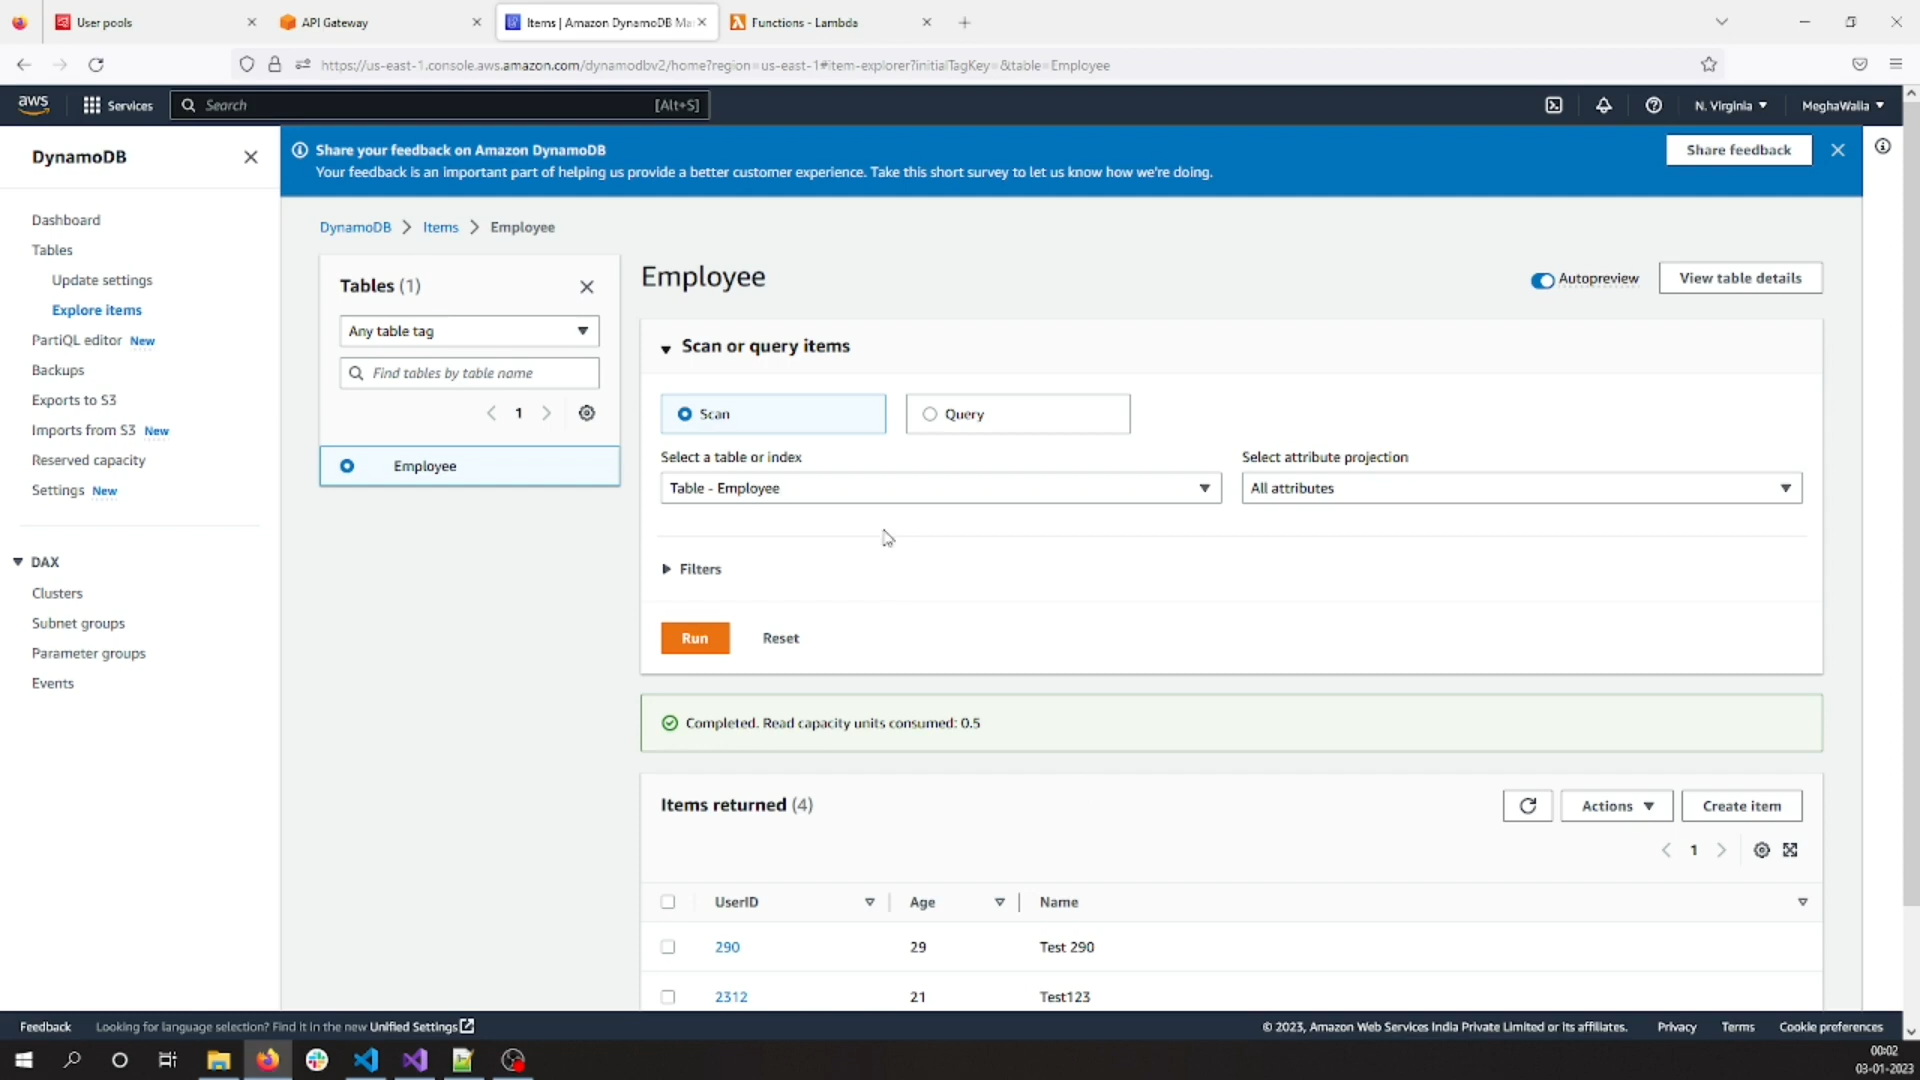 User pools
API Gateway
Items | Amazon DynamoDB Ma
Functions - Lambda
https://us-east-1.console.aws.amazon.com/dynamodbv2/home?region=us-east-1#item-explorer?initialTagKey=&table=Employee
aws
Services
Search
[Alt+S]
N. Virginia
MeghaWalia
DynamoDB
Share your feedback on Amazon DynamoDB
Your feedback is an important part of helping us provide a better customer experience. Take this short survey to let us know how we're doing.
Share feedback
Dashboard
Tables
Update settings
Explore items
PartiQL editor New
Backups
Exports to S3
Imports from S3 New
Reserved capacity
Settings New
DAX
Clusters
Subnet groups
Parameter groups
Events
DynamoDB > Items > Employee
Tables (1)
Any table tag
Find tables by table name
1
Employee
Employee
Autopreview
View table details
Scan or query items
Scan
Query
Select a table or index
Table - Employee
Select attribute projection
All attributes
Filters
Run
Reset
Completed. Read capacity units consumed: 0.5
Items returned (4)
Actions
Create item
1
UserID
Age
Name
290
29
Test 290
2312
21
Test123
Feedback
Looking for language selection? Find it in the new Unified Settings
© 2023, Amazon Web Services India Private Limited or its affiliates.
Privacy
Terms
Cookie preferences
00:02
03-01-2023